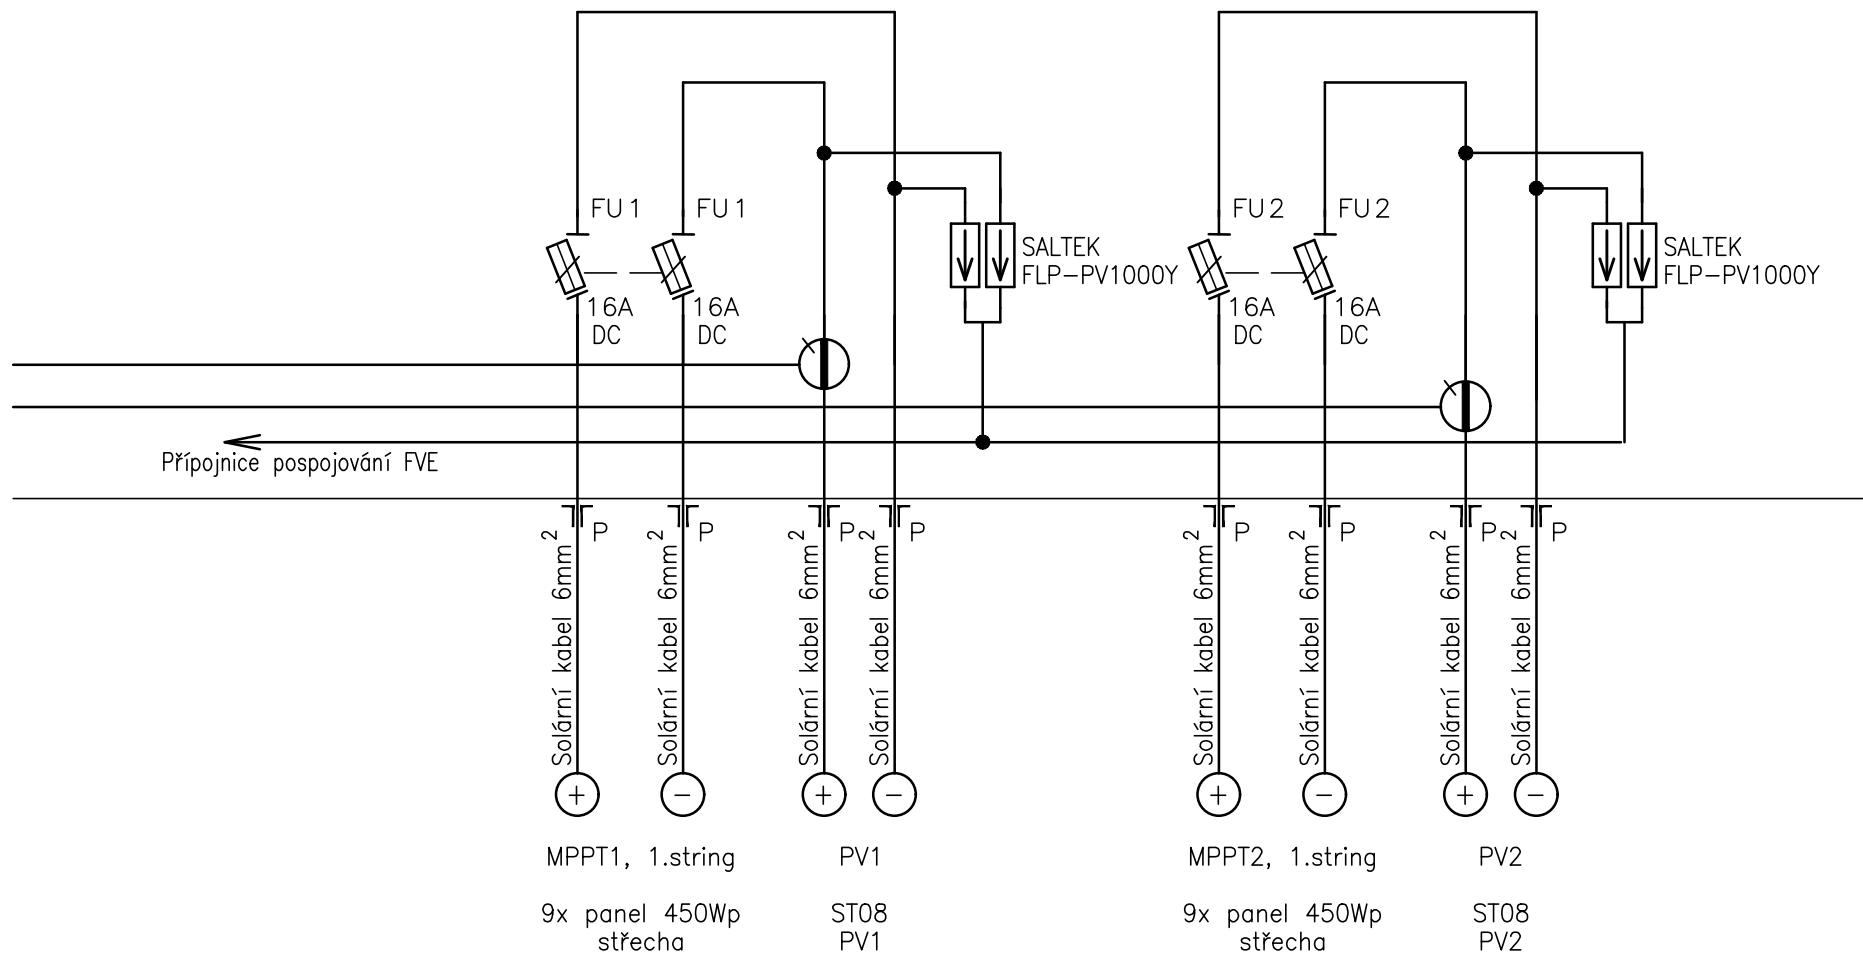 FU1 FU1 FU2 FU2
SALTEK SALTEK
FLP-PV1000Y FLP-PV1000Y
16A 16A 16A 16A
DC DC DC DC
Přípojnice pospojování FVE
P P P P P P P P
Solární kabel 6mm²
Solární kabel 6mm²
Solární kabel 6mm²
Solární kabel 6mm²
Solární kabel 6mm²
Solární kabel 6mm²
Solární kabel 6mm²
Solární kabel 6mm²
+ − + − + − + −
MPPT1, 1.string PV1 MPPT2, 1.string PV2
9x panel 450Wp ST08 9x panel 450Wp ST08
střecha PV1 střecha PV2